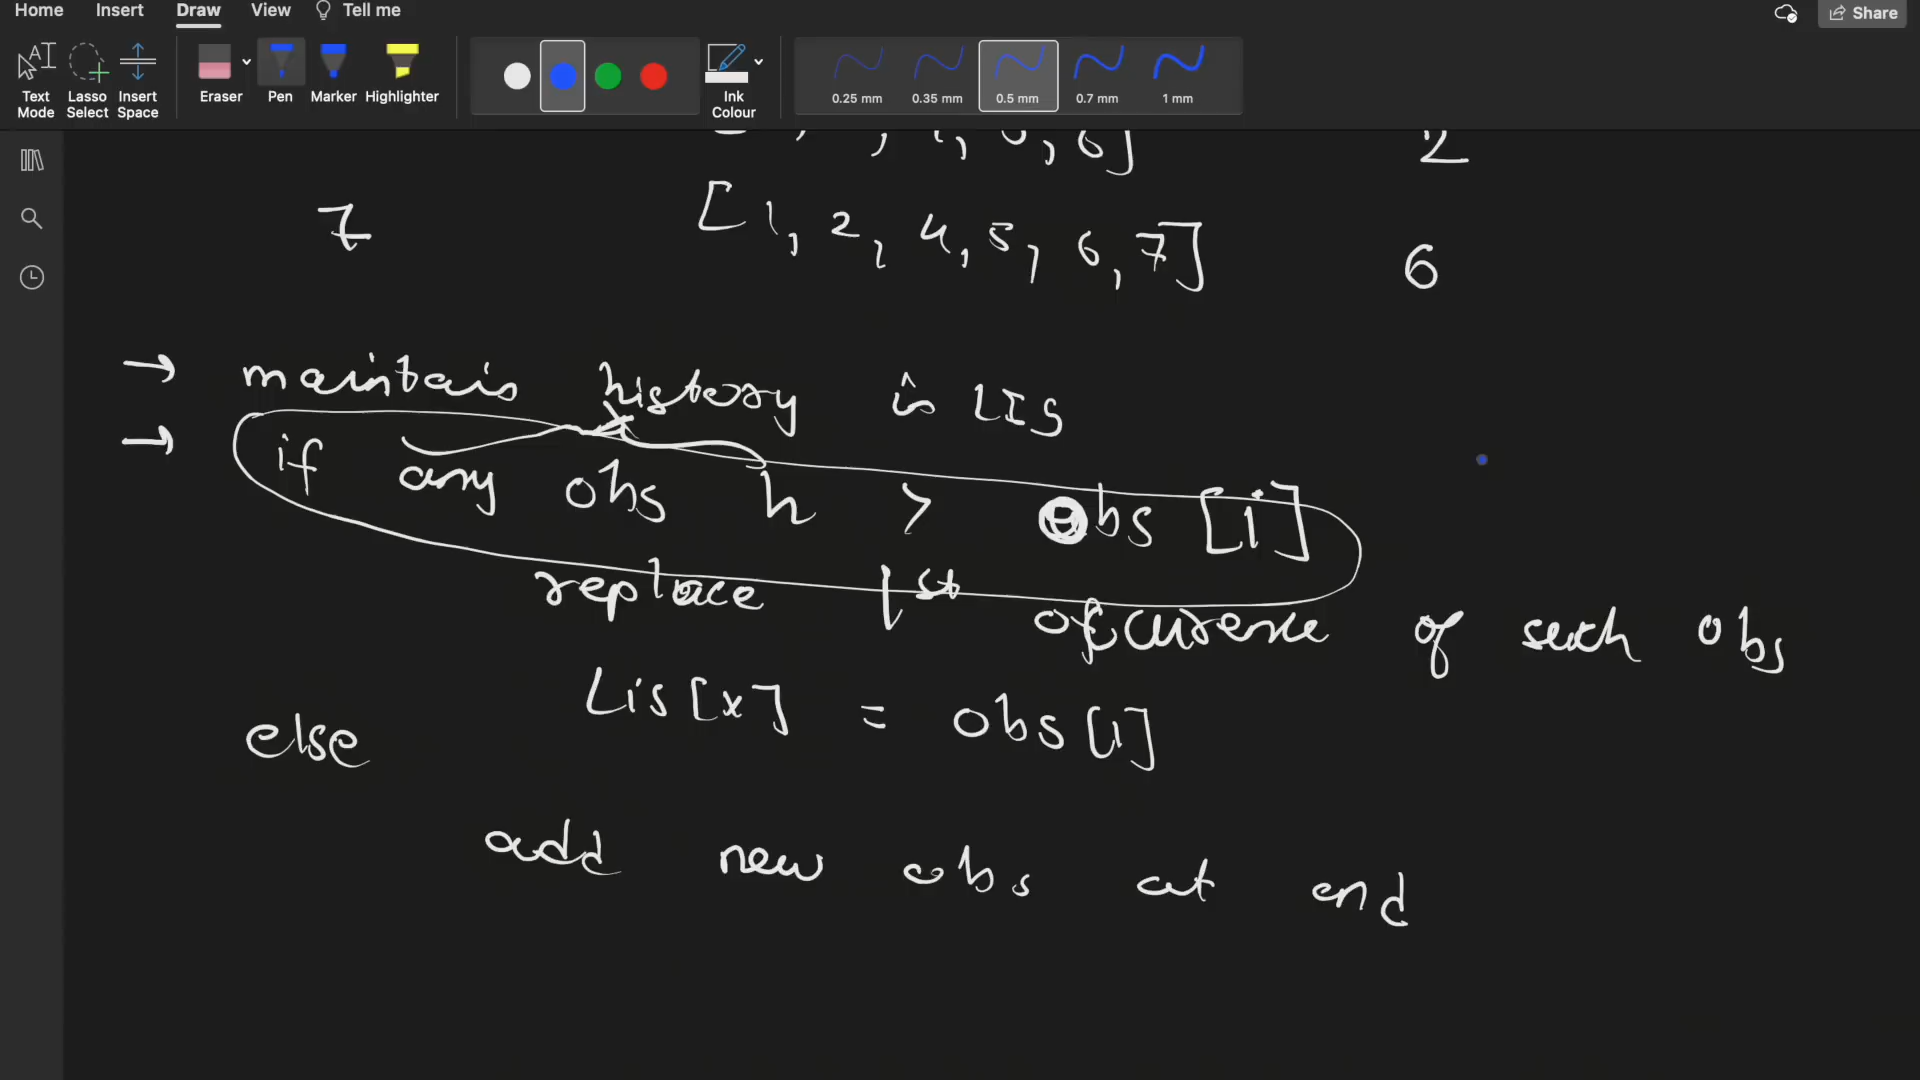 Home Insert Draw View Tell me Share
Text Mode Lasso Select Insert Space Eraser Pen Marker Highlighter Ink Colour 0.25 mm 0.35 mm 0.5 mm 0.7 mm 1 mm
, 6] 2
7 [1, 2, 4, 5, 6, 7] 6
→ maintain history in LIS
→ if any obs h > obs [i]
replace 1st occurence of such obs
Lis[x] = obs[i]
else
add new obs at end